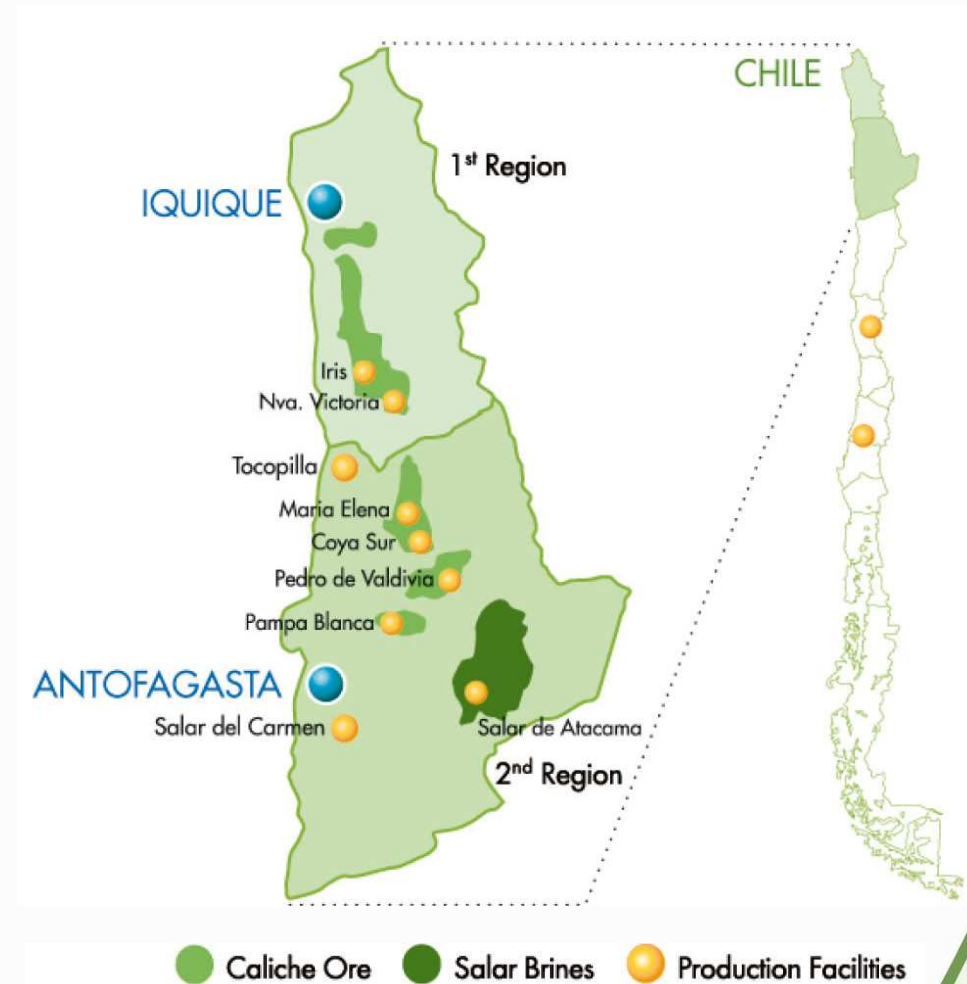 CHILE
1st Region
IQUIQUE
Iris
Nva. Victoria
Tocopilla
Maria Elena
Coya Sur
Pedro de Valdivia
Pampa Blanca
ANTOFAGASTA
Salar del Carmen
Salar de Atacama
2nd Region
Caliche Ore
Salar Brines
Production Facilities